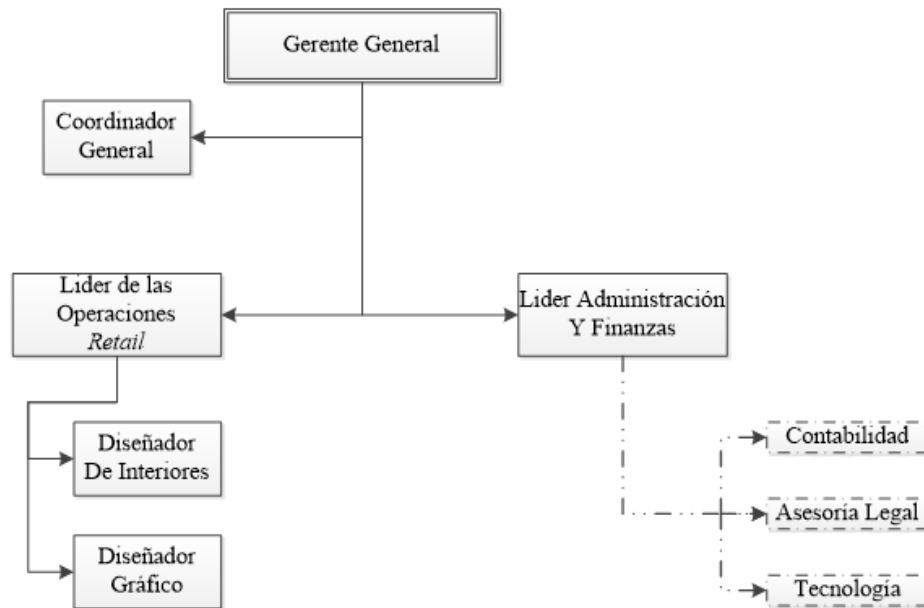 Gerente General
Coordinador
General
Lider de las
Operaciones
Retail
Lider Administración
Y Finanzas
Diseñador
De Interiores
Diseñador
Gráfico
Contabilidad
Asesoría Legal
Tecnología